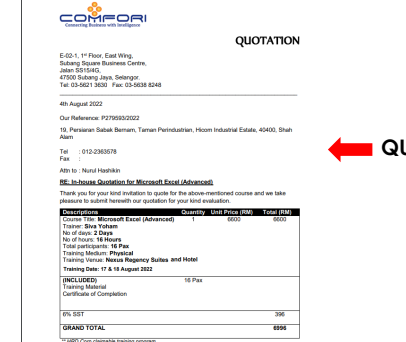 COMFORI
Connecting Business with Intelligence
QUOTATION
E-02-1, 1st Floor, East Wing,
Subang Square Business Centre,
Jalan SS15/4G,
47500 Subang Jaya, Selangor.
Tel: 03-5621 3630 Fax: 03-5638 8248
4th August 2022
Our Reference: P279593/2022
19, Persiaran Sabak Bernam, Taman Perindustrian, Hicom Industrial Estate, 40400, Shah
Alam
Tel : 012-2363578
Fax :
Attn to : Nurul Hashikin
RE: In-house Quotation for Microsoft Excel (Advanced)
Thank you for your kind invitation to quote for the above-mentioned course and we take
pleasure to submit herewith our quotation for your kind evaluation.
Descriptions Quantity Unit Price (RM) Total (RM)
Course Title: Microsoft Excel (Advanced) 1 6600 6600
Trainer: Siva Yoham
No of days: 2 Days
No of hours: 16 Hours
Total participants: 16 Pax
Training Medium: Physical
Training Venue: Nexus Regency Suites and Hotel
Training Date: 17 & 18 August 2022
(INCLUDED) 16 Pax
Training Material
Certificate of Completion
6% SST 396
GRAND TOTAL 6996
** HRD Corp claimable training program
QU